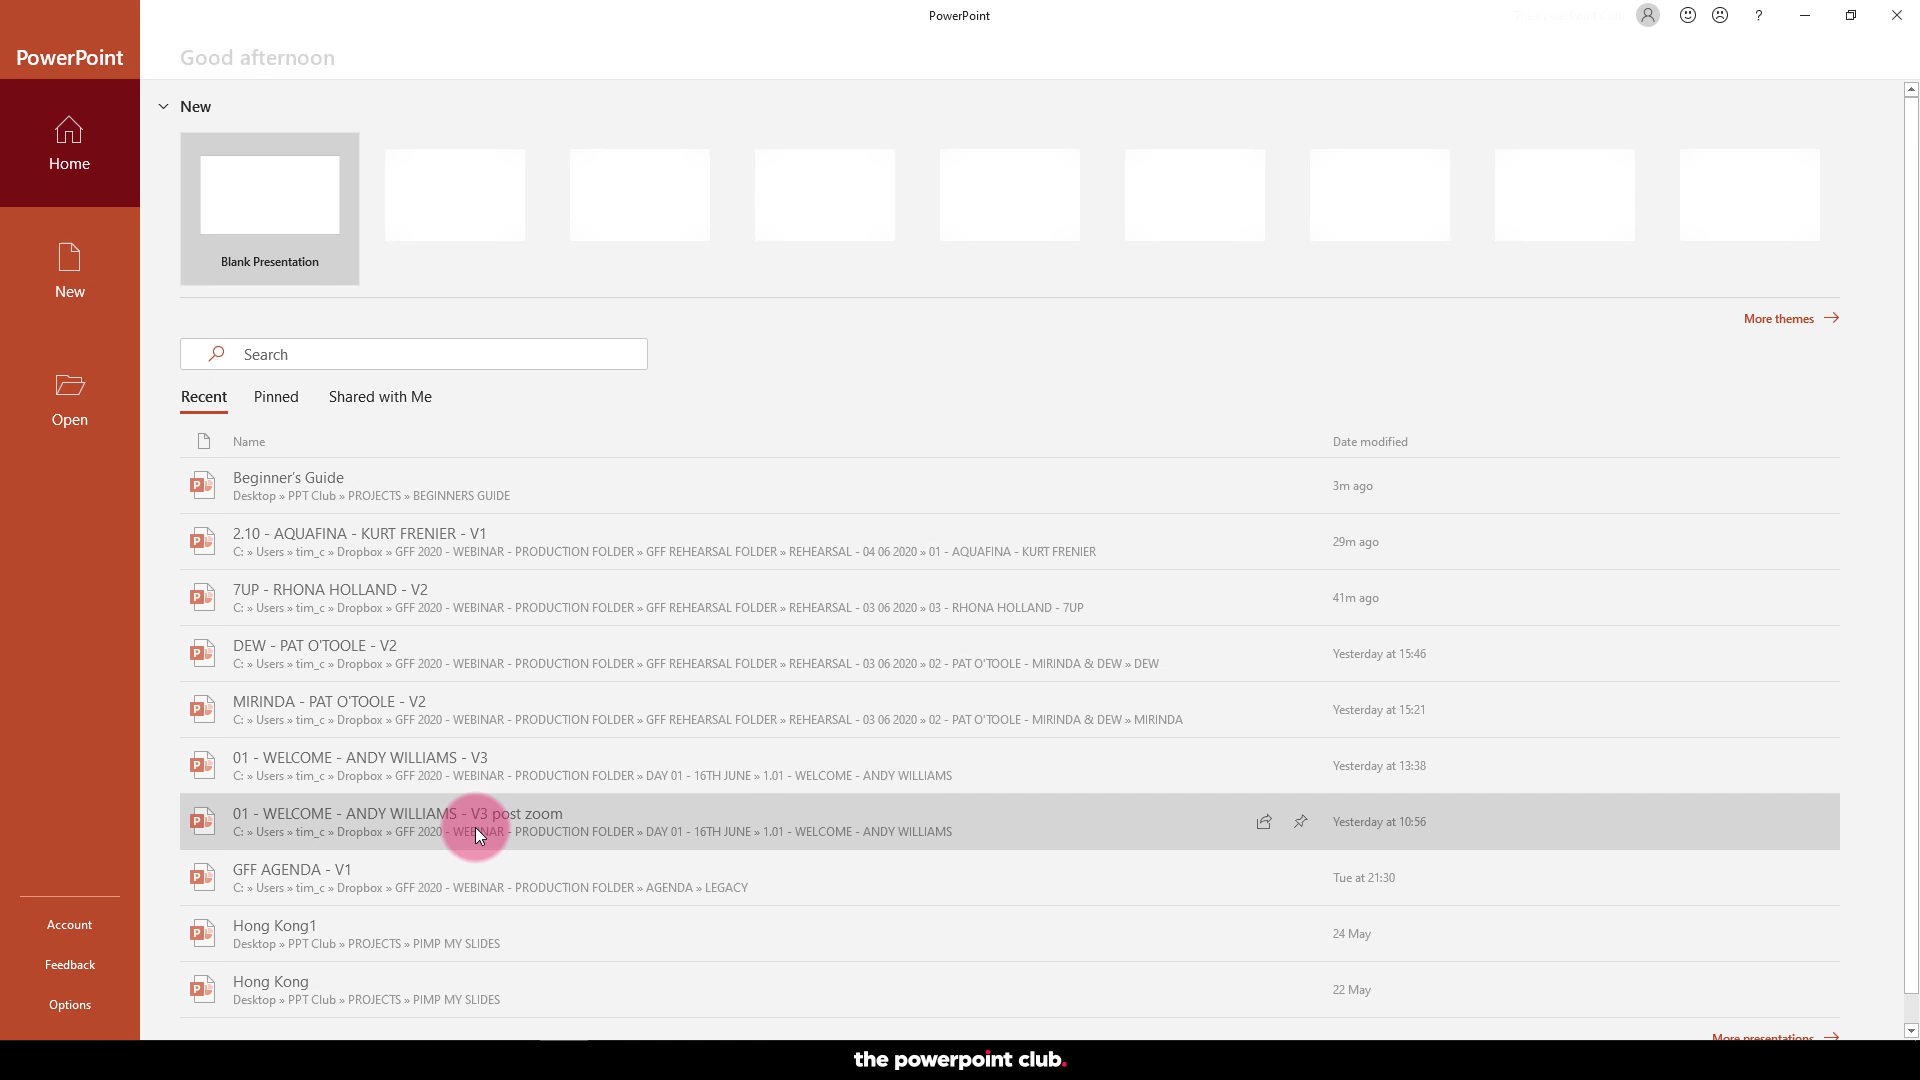 PowerPoint
PowerPoint
Good afternoon
Home
New
Open
Account
Feedback
Options
New
Blank Presentation
More themes
Search
Recent Pinned Shared with Me
Name Date modified
Beginner's Guide
Desktop » PPT Club » PROJECTS » BEGINNERS GUIDE
3m ago
2.10 - AQUAFINA - KURT FRENIER - V1
C: » Users » tim_c » Dropbox » GFF 2020 - WEBINAR - PRODUCTION FOLDER » GFF REHEARSAL FOLDER » REHEARSAL - 04 06 2020 » 01 - AQUAFINA - KURT FRENIER
29m ago
7UP - RHONA HOLLAND - V2
C: » Users » tim_c » Dropbox » GFF 2020 - WEBINAR - PRODUCTION FOLDER » GFF REHEARSAL FOLDER » REHEARSAL - 03 06 2020 » 03 - RHONA HOLLAND - 7UP
41m ago
DEW - PAT O'TOOLE - V2
C: » Users » tim_c » Dropbox » GFF 2020 - WEBINAR - PRODUCTION FOLDER » GFF REHEARSAL FOLDER » REHEARSAL - 03 06 2020 » 02 - PAT O'TOOLE - MIRINDA & DEW » DEW
Yesterday at 15:46
MIRINDA - PAT O'TOOLE - V2
C: » Users » tim_c » Dropbox » GFF 2020 - WEBINAR - PRODUCTION FOLDER » GFF REHEARSAL FOLDER » REHEARSAL - 03 06 2020 » 02 - PAT O'TOOLE - MIRINDA & DEW » MIRINDA
Yesterday at 15:21
01 - WELCOME - ANDY WILLIAMS - V3
C: » Users » tim_c » Dropbox » GFF 2020 - WEBINAR - PRODUCTION FOLDER » DAY 01 - 16TH JUNE » 1.01 - WELCOME - ANDY WILLIAMS
Yesterday at 13:38
01 - WELCOME - ANDY WILLIAMS - V3 post zoom
C: » Users » tim_c » Dropbox » GFF 2020 - WEBINAR - PRODUCTION FOLDER » DAY 01 - 16TH JUNE » 1.01 - WELCOME - ANDY WILLIAMS
Yesterday at 10:56
GFF AGENDA - V1
C: » Users » tim_c » Dropbox » GFF 2020 - WEBINAR - PRODUCTION FOLDER » AGENDA » LEGACY
Tue at 21:30
Hong Kong1
Desktop » PPT Club » PROJECTS » PIMP MY SLIDES
24 May
Hong Kong
Desktop » PPT Club » PROJECTS » PIMP MY SLIDES
22 May
More presentations
the powerpoint club.